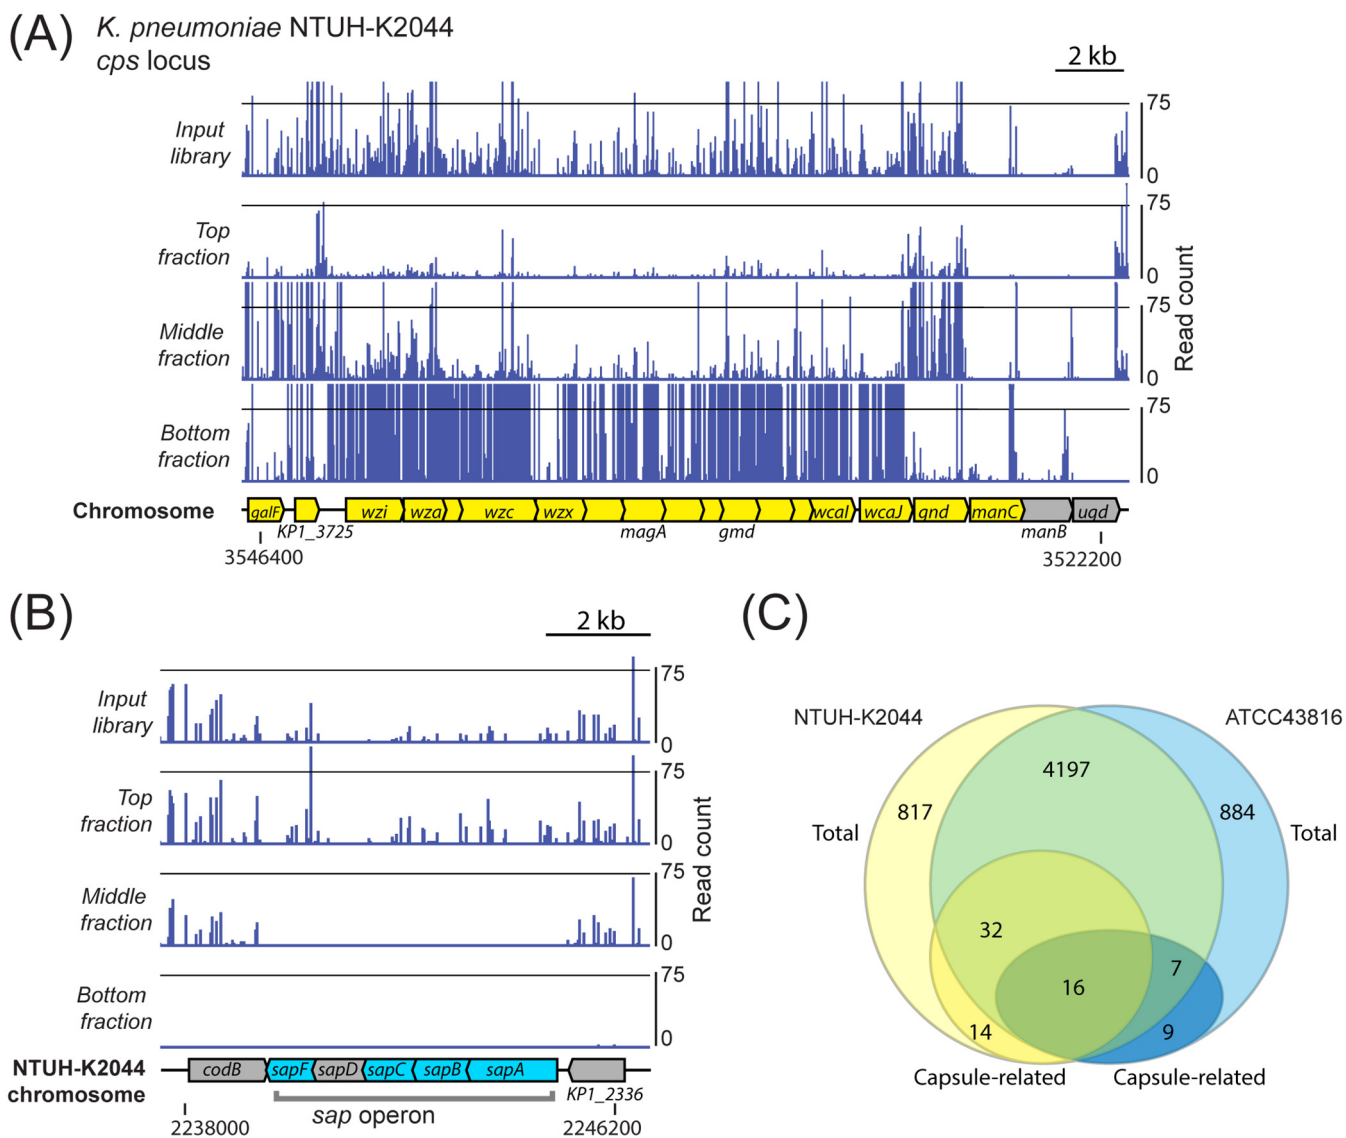 (A) K. pneumoniae NTUH-K2044
cps locus
2 kb
Input
library
75
0
Top
fraction
75
0
Middle
fraction
75
0
Bottom
fraction
75
0
Read count
Chromosome
galF
wzi
wza
wzc
wzx
wcaI
wcaJ
gnd
manC
ugd
KP1_3725
magA
gmd
manB
3546400
3522200
(B)
2 kb
Input
library
75
0
Top
fraction
75
0
Middle
fraction
75
0
Bottom
fraction
75
0
Read count
NTUH-K2044
chromosome
codB
sapF
sapD
sapC
sapB
sapA
KP1_2336
sap operon
2238000
2246200
(C)
NTUH-K2044
ATCC43816
4197
817
884
Total
Total
32
7
16
14
9
Capsule-related
Capsule-related